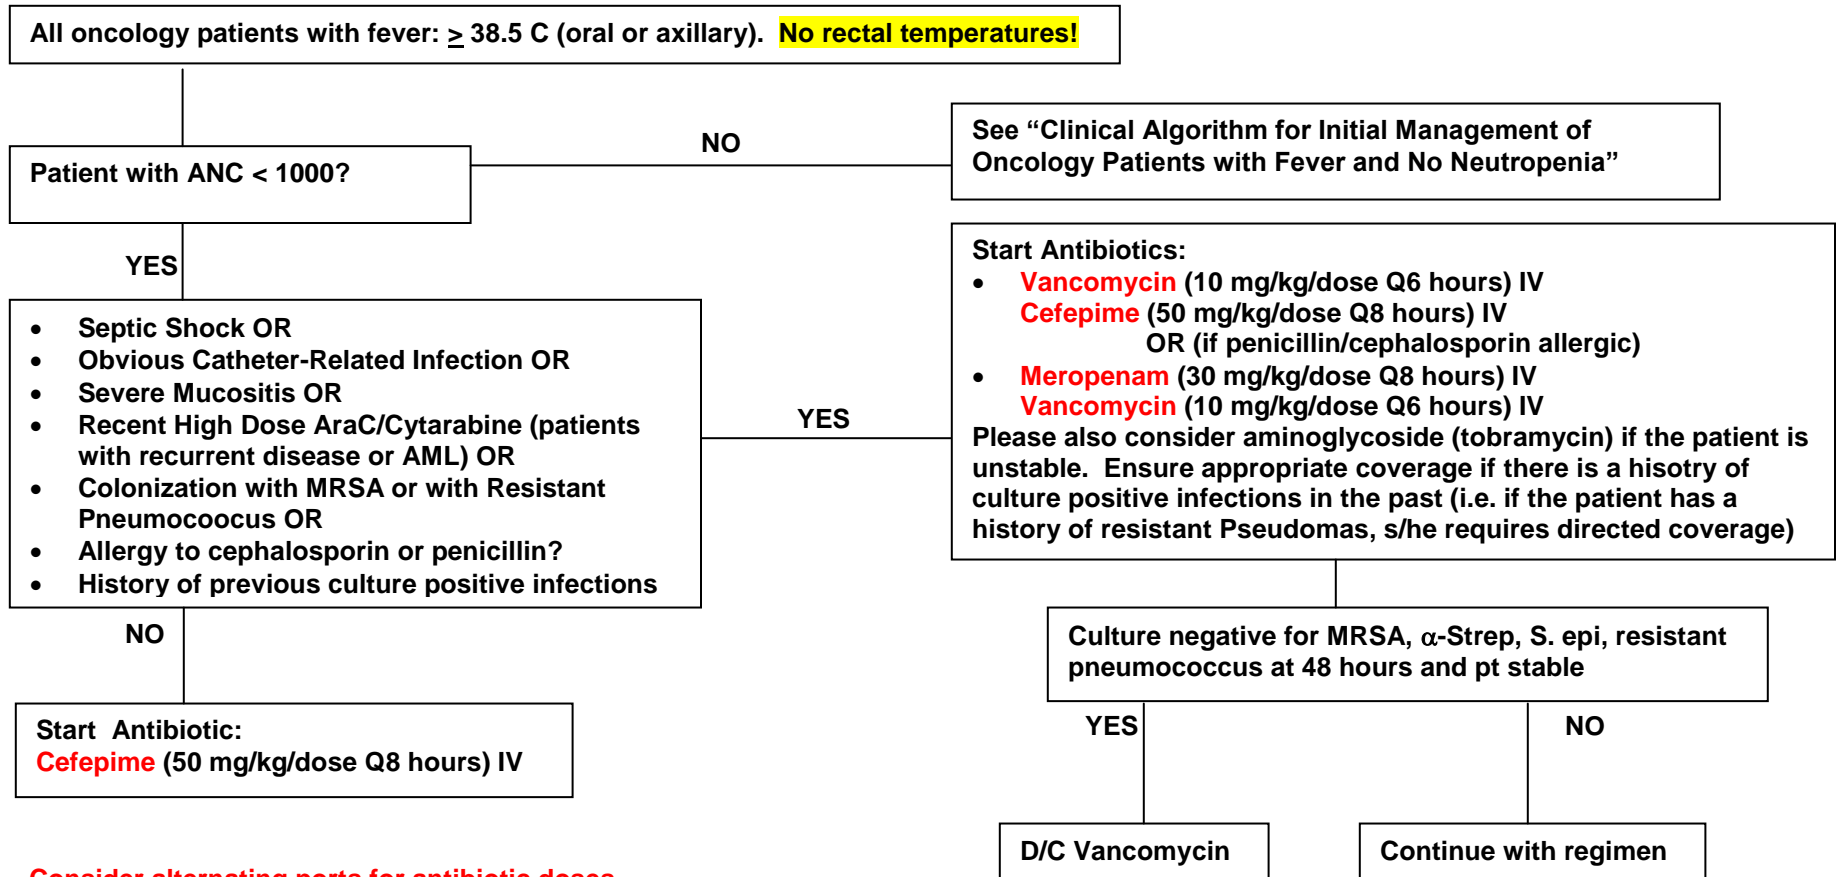 All oncology patients with fever: ≥ 38.5 C (oral or axillary). No rectal temperatures!
Patient with ANC < 1000?
NO
See “Clinical Algorithm for Initial Management of
Oncology Patients with Fever and No Neutropenia”
YES
• Septic Shock OR
• Obvious Catheter-Related Infection OR
• Severe Mucositis OR
• Recent High Dose AraC/Cytarabine (patients
with recurrent disease or AML) OR
• Colonization with MRSA or with Resistant
Pneumocoocus OR
• Allergy to cephalosporin or penicillin?
• History of previous culture positive infections
YES
Start Antibiotics:
• Vancomycin (10 mg/kg/dose Q6 hours) IV
Cefepime (50 mg/kg/dose Q8 hours) IV
OR (if penicillin/cephalosporin allergic)
• Meropenam (30 mg/kg/dose Q8 hours) IV
Vancomycin (10 mg/kg/dose Q6 hours) IV
Please also consider aminoglycoside (tobramycin) if the patient is
unstable. Ensure appropriate coverage if there is a hisotry of
culture positive infections in the past (i.e. if the patient has a
history of resistant Pseudomas, s/he requires directed coverage)
NO
Start Antibiotic:
Cefepime (50 mg/kg/dose Q8 hours) IV
Culture negative for MRSA, α-Strep, S. epi, resistant
pneumococcus at 48 hours and pt stable
YES
NO
D/C Vancomycin
Continue with regimen
Consider alternating ports for antibiotic doses